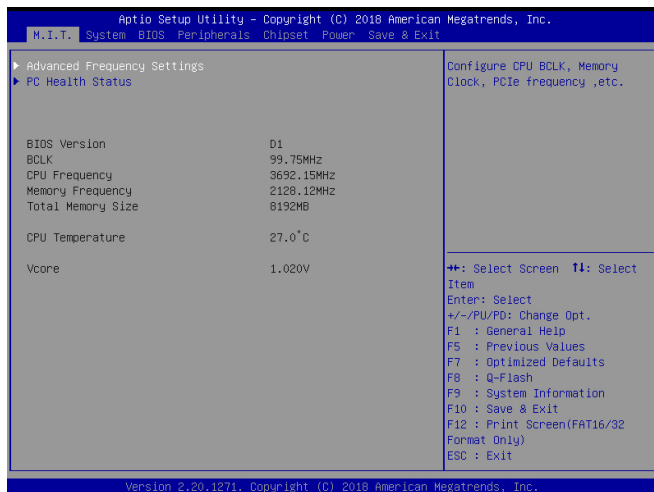 Aptio Setup Utility – Copyright (C) 2018 American Megatrends, Inc.
M.I.T. System BIOS Peripherals Chipset Power Save & Exit
Advanced Frequency Settings
PC Health Status
BIOS Version D1
BCLK 99.75MHz
CPU Frequency 3692.15MHz
Memory Frequency 2128.12MHz
Total Memory Size 8192MB
CPU Temperature 27.0°C
Vcore 1.020V
Configure CPU BCLK, Memory
Clock, PCIe frequency ,etc.
→←: Select Screen ↑↓: Select
Item
Enter: Select
+/-/PU/PD: Change Opt.
F1 : General Help
F5 : Previous Values
F7 : Optimized Defaults
F8 : Q-Flash
F9 : System Information
F10 : Save & Exit
F12 : Print Screen(FAT16/32
Format Only)
ESC : Exit
Version 2.20.1271. Copyright (C) 2018 American Megatrends, Inc.